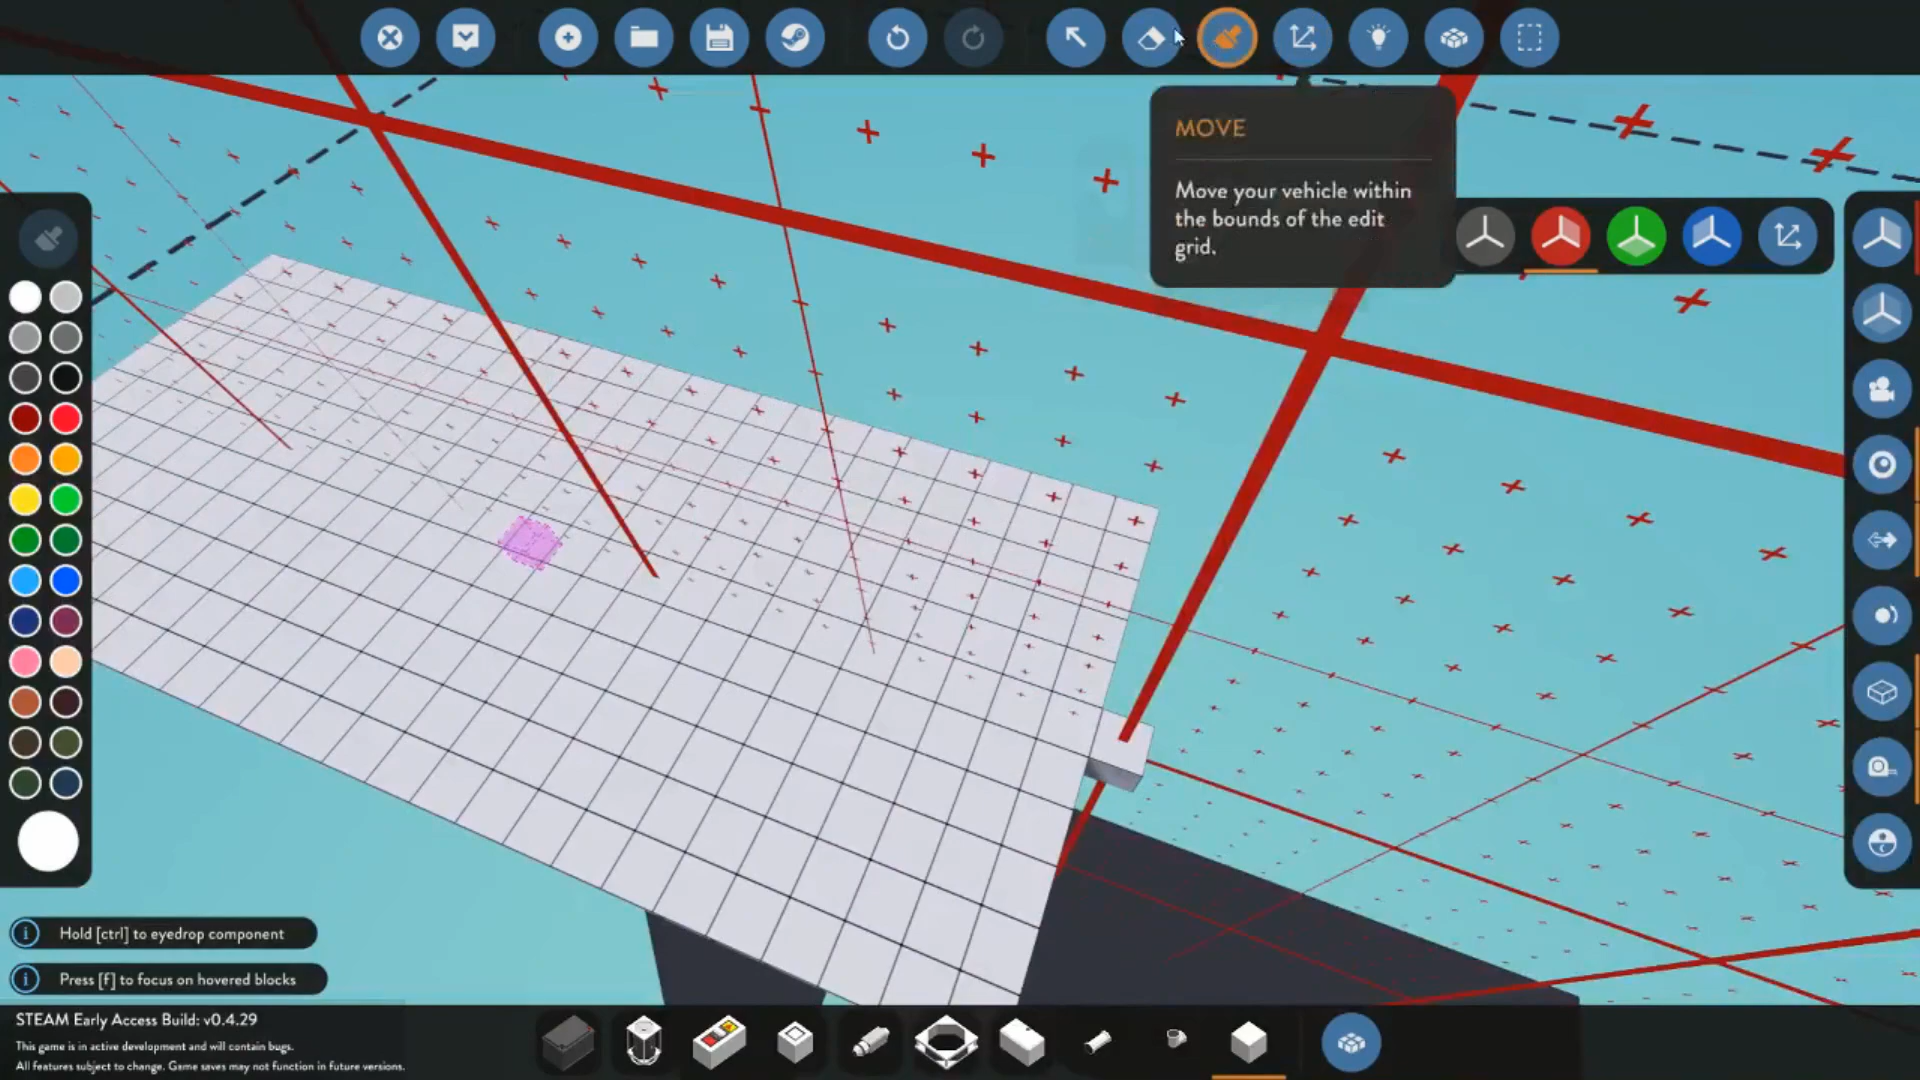 MOVE
Move your vehicle within
the bounds of the edit
grid.
Hold [ctrl] to eyedrop component
Press [f] to focus on hovered blocks
STEAM Early Access Build: v0.4.29
This game is in active development and will contain bugs.
All features subject to change. Game saves may not function in future versions.